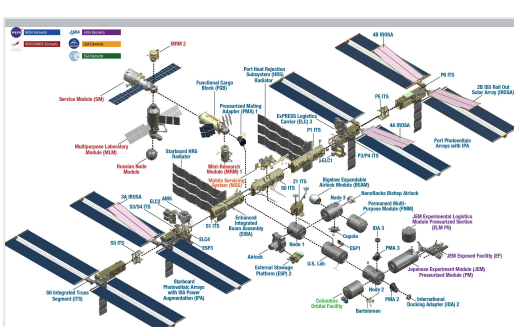 NASA
NASA Elements
ROSCOSMOS Elements
JAXA Elements
CSA Elements
ESA Elements
MRM 2
Service Module (SM)
Functional Cargo
Block (FGB)
Pressurized Mating
Adapter (PMA) 1
Port Heat Rejection
Subsystem (HRS)
Radiator
ExPRESS Logistics
Carrier (ELC) 3
P1 ITS
4B IROSA
P6 ITS
2B ISS Roll Out
Solar Array (IROSA)
P5 ITS
4A IROSA
Port Photovoltaic
Arrays with IPA
P3/P4 ITS
ELC1
Multipurpose Laboratory
Module (MLM)
Russian Node
Module
Starboard HRS
Radiator
Mini-Research
Module (MRM) 1
Mobile Servicing
System (MSS)
Z1 ITS
S0 ITS
Bigelow Expandable
Airlock Module (BEAM)
NanoRacks Bishop Airlock
Node 3
Permanent Multi-
Purpose Module (PMM)
3A IROSA
S3/S4 ITS
ELC2
AMS
S1 ITS
Enhanced
Integrated
Boom Assembly
(EIBA)
Node 1
Cupola
ESP1
IDA 3
PMA 3
JEM Experimental Logistics
Module Pressurized Section
(ELM PS)
JEM Exposed Facility (EF)
Japanese Experiment Module (JEM)
Pressurized Module (PM)
S5 ITS
ELC4
ESP3
Airlock
External Stowage
Platform (ESP) 2
U.S. Lab
Node 2
S6 Integrated Truss
Segment (ITS)
Starboard
Photovoltaic Arrays
with ISS Power
Augmentation (IPA)
Columbus
Orbital Facility
Bartolomeo
PMA 2
International
Docking Adapter (IDA) 2